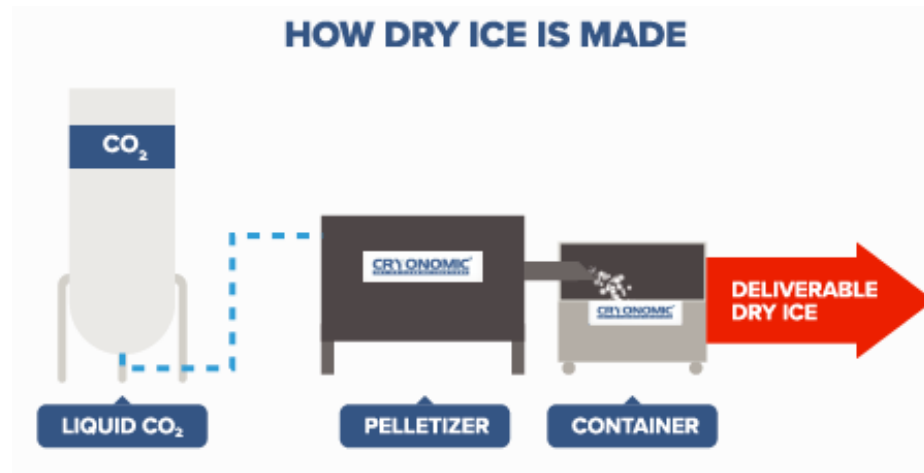 HOW DRY ICE IS MADE
CO₂
CRYONOMIC®
CRYONOMIC®
DELIVERABLE
DRY ICE
LIQUID CO₂
PELLETIZER
CONTAINER